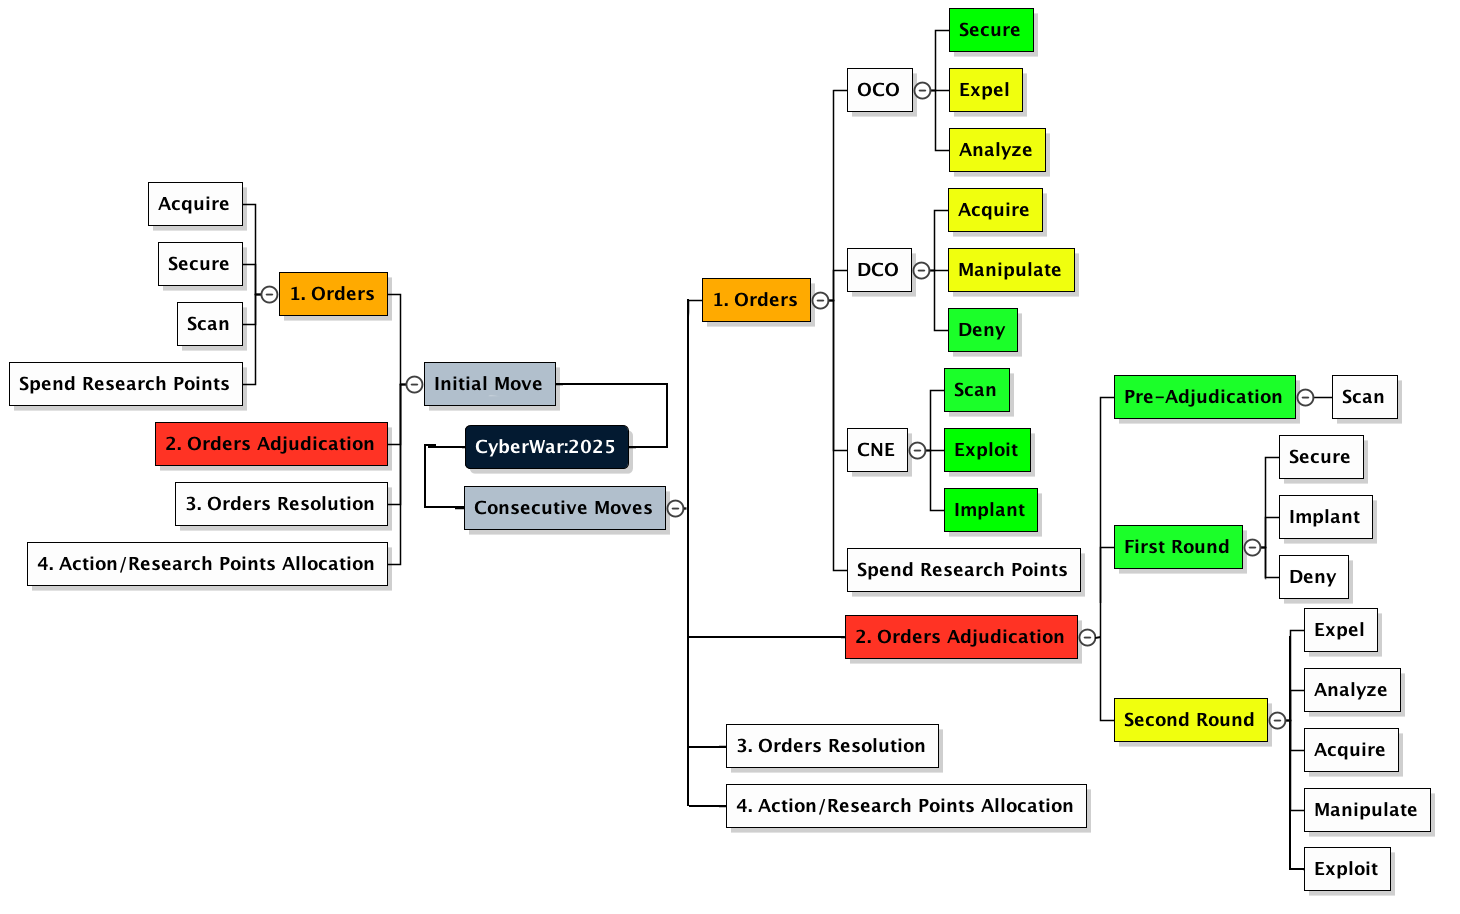 CyberWar:2025
Initial Move
1. Orders
Acquire
Secure
Scan
Spend Research Points
2. Orders Adjudication
3. Orders Resolution
4. Action/Research Points Allocation
Consecutive Moves
1. Orders
OCO
Secure
Expel
Analyze
DCO
Acquire
Manipulate
Deny
CNE
Scan
Exploit
Implant
Spend Research Points
2. Orders Adjudication
Pre-Adjudication
Scan
First Round
Secure
Implant
Deny
Second Round
Expel
Analyze
Acquire
Manipulate
Exploit
3. Orders Resolution
4. Action/Research Points Allocation